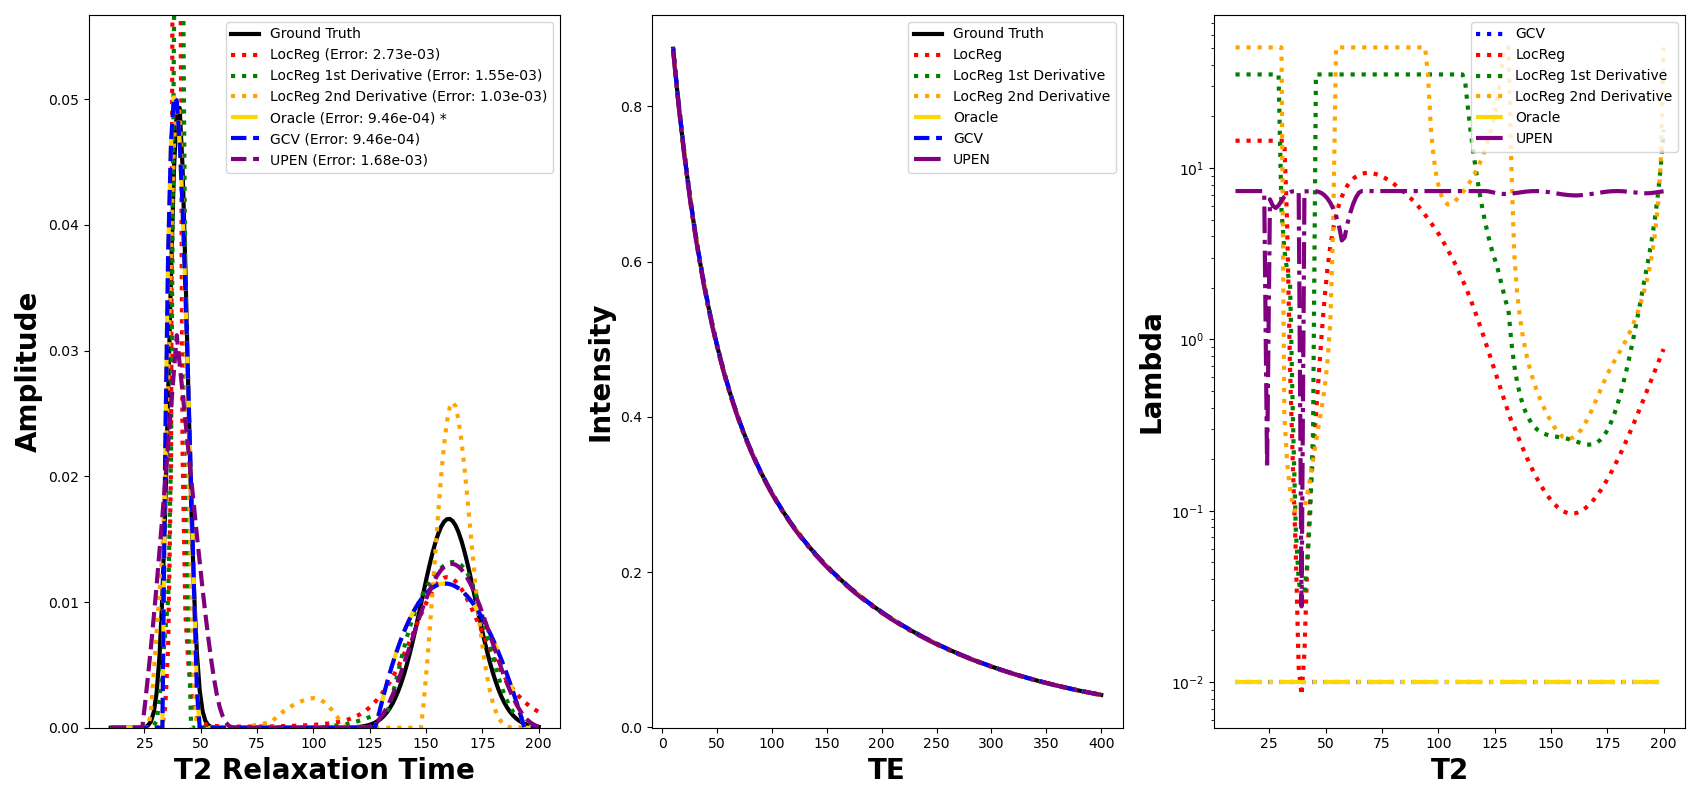 Ground Truth
LocReg (Error: 2.73e-03)
LocReg 1st Derivative (Error: 1.55e-03)
LocReg 2nd Derivative (Error: 1.03e-03)
Oracle (Error: 9.46e-04) *
GCV (Error: 9.46e-04)
UPEN (Error: 1.68e-03)
0.05
0.04
0.03
0.02
0.01
0.00
Amplitude
25 50 75 100 125 150 175 200
T2 Relaxation Time
Ground Truth
LocReg
LocReg 1st Derivative
LocReg 2nd Derivative
Oracle
GCV
UPEN
0.8
0.6
0.4
0.2
0.0
Intensity
0 50 100 150 200 250 300 350 400
TE
GCV
LocReg
LocReg 1st Derivative
LocReg 2nd Derivative
Oracle
UPEN
10¹
10⁰
10⁻¹
10⁻²
Lambda
25 50 75 100 125 150 175 200
T2